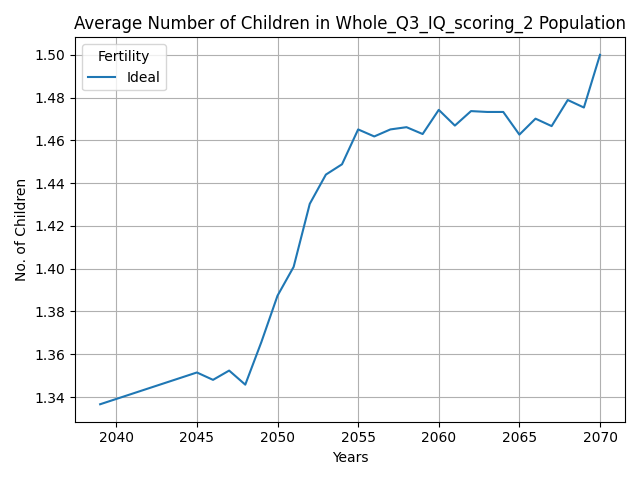 Average Number of Children in Whole_Q3_IQ_scoring_2 Population
Fertility
Ideal
No. of Children
1.50
1.48
1.46
1.44
1.42
1.40
1.38
1.36
1.34
2040 2045 2050 2055 2060 2065 2070
Years